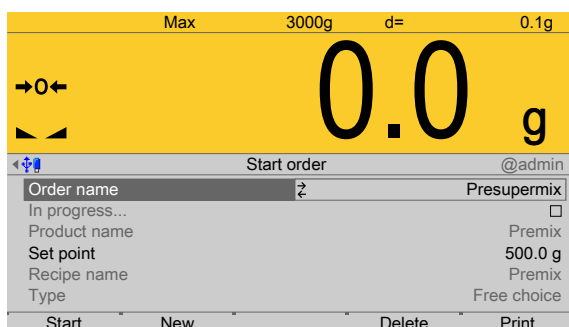 Max 3000g d= 0.1g
→0←
0.0 g
Start order @admin
Order name Presupermix
In progress...
Product name Premix
Set point 500.0 g
Recipe name Premix
Type Free choice
Start New Delete Print